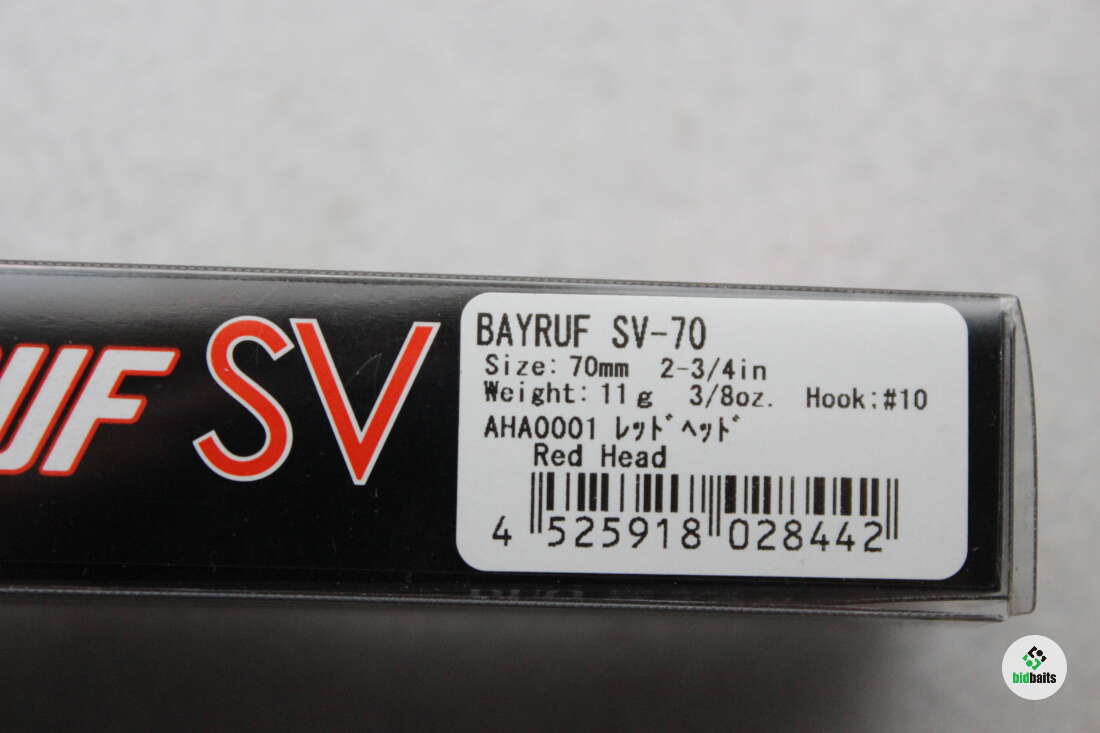 UF SV
BAYRUF SV-70
Size: 70mm 2-3/4in
Weight: 11g 3/8oz. Hook:#10
AHA0001 レッドヘッド
Red Head
4 525918 028442
bidbaits